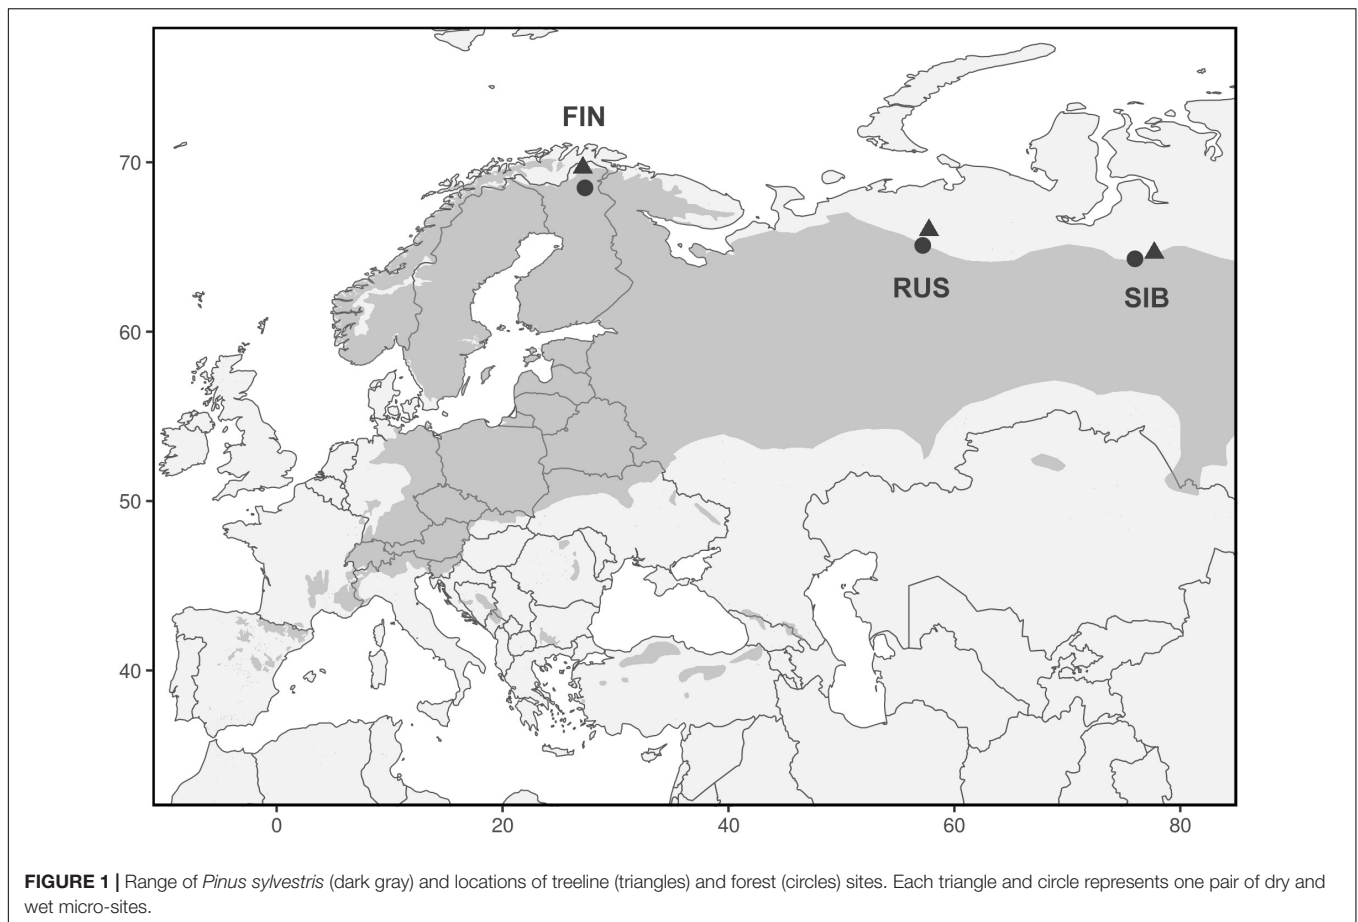 FIN
70
RUS
SIB
60
50
40
0 20 40 60 80
FIGURE 1 | Range of Pinus sylvestris (dark gray) and locations of treeline (triangles) and forest (circles) sites. Each triangle and circle represents one pair of dry and
wet micro-sites.